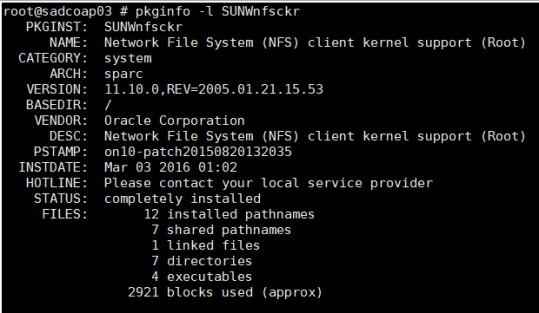 root@sadcoap03 # pkginfo -l SUNWnfsckr
PKGINST: SUNWnfsckr
NAME: Network File System (NFS) client kernel support (Root)
CATEGORY: system
ARCH: sparc
VERSION: 11.10.0,REV=2005.01.21.15.53
BASEDIR: /
VENDOR: Oracle Corporation
DESC: Network File System (NFS) client kernel support (Root)
PSTAMP: on10-patch20150820132035
INSTDATE: Mar 03 2016 01:02
HOTLINE: Please contact your local service provider
STATUS: completely installed
FILES: 12 installed pathnames
7 shared pathnames
1 linked files
7 directories
4 executables
2921 blocks used (approx)